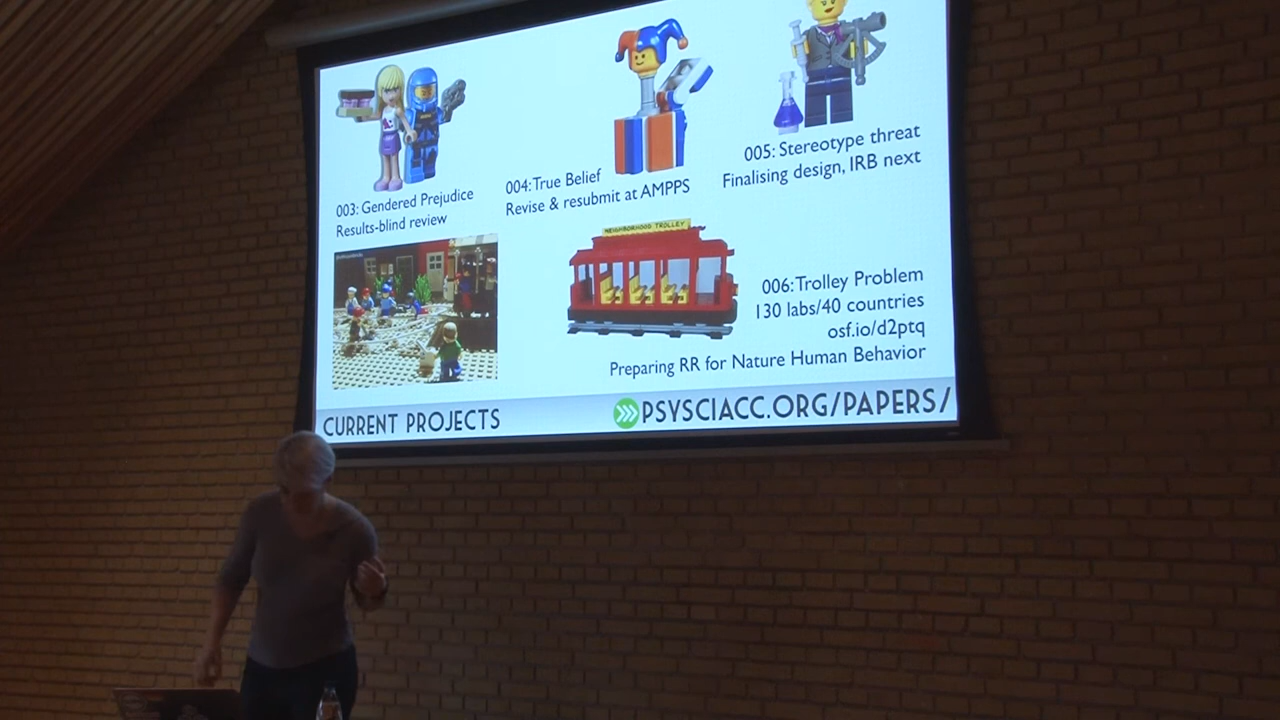 003: Gendered Prejudice
Results-blind review
004: True Belief
Revise & resubmit at AMPPS
005: Stereotype threat
Finalising design, IRB next
NEIGHBORHOOD TROLLEY
006: Trolley Problem
130 labs/40 countries
osf.io/d2ptq
Preparing RR for Nature Human Behavior
CURRENT PROJECTS
PSYSCIACC.ORG/PAPERS/